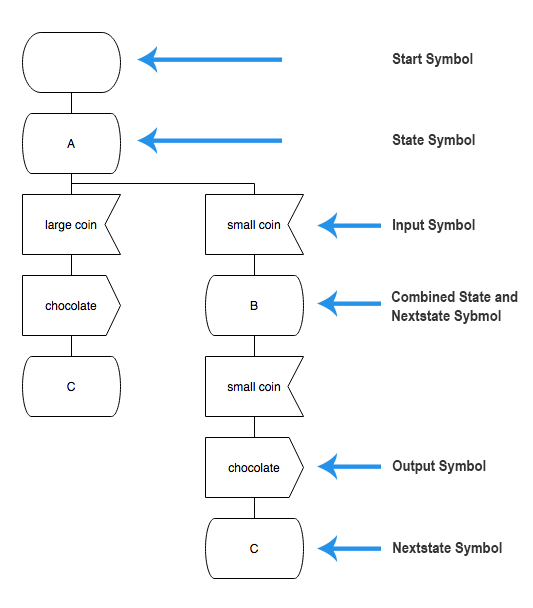 Start Symbol
A
State Symbol
large coin
small coin
Input Symbol
chocolate
B
Combined State and
Nextstate Sybmol
C
small coin
chocolate
Output Symbol
C
Nextstate Symbol